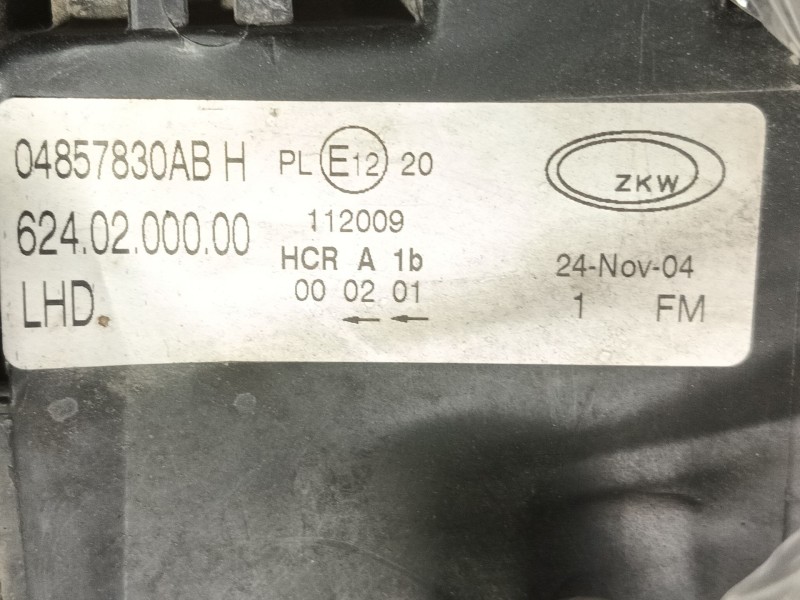 04857830AB H
624.02.000.00
LHD
PL E12 20
112009
HCR A 1b
00 02 01
← ←
ZKW
24-Nov-04
1 FM